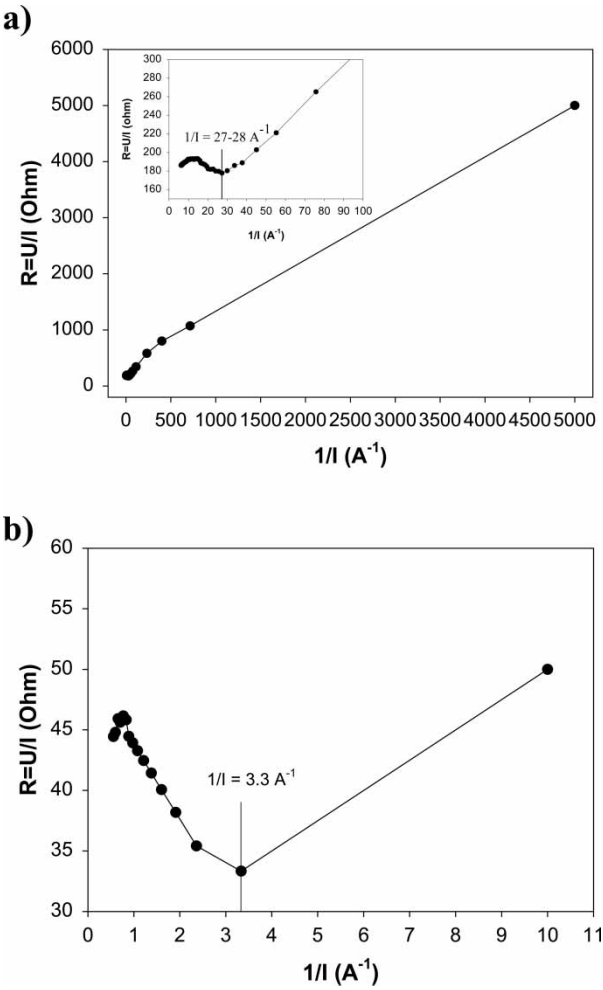 a)
6000
5000
4000
3000
2000
1000
0
R=U/I (Ohm)
0 500 1000 1500 2000 2500 3000 3500 4000 4500 5000
1/I (A-1)
300
280
260
240
220
200
180
160
R=U/I (ohm)
1/I = 27-28 A-1
0 10 20 30 40 50 60 70 80 90 100
1/I (A-1)
b)
60
55
50
45
40
35
30
R=U/I (Ohm)
1/I = 3.3 A-1
0 1 2 3 4 5 6 7 8 9 10 11
1/I (A-1)